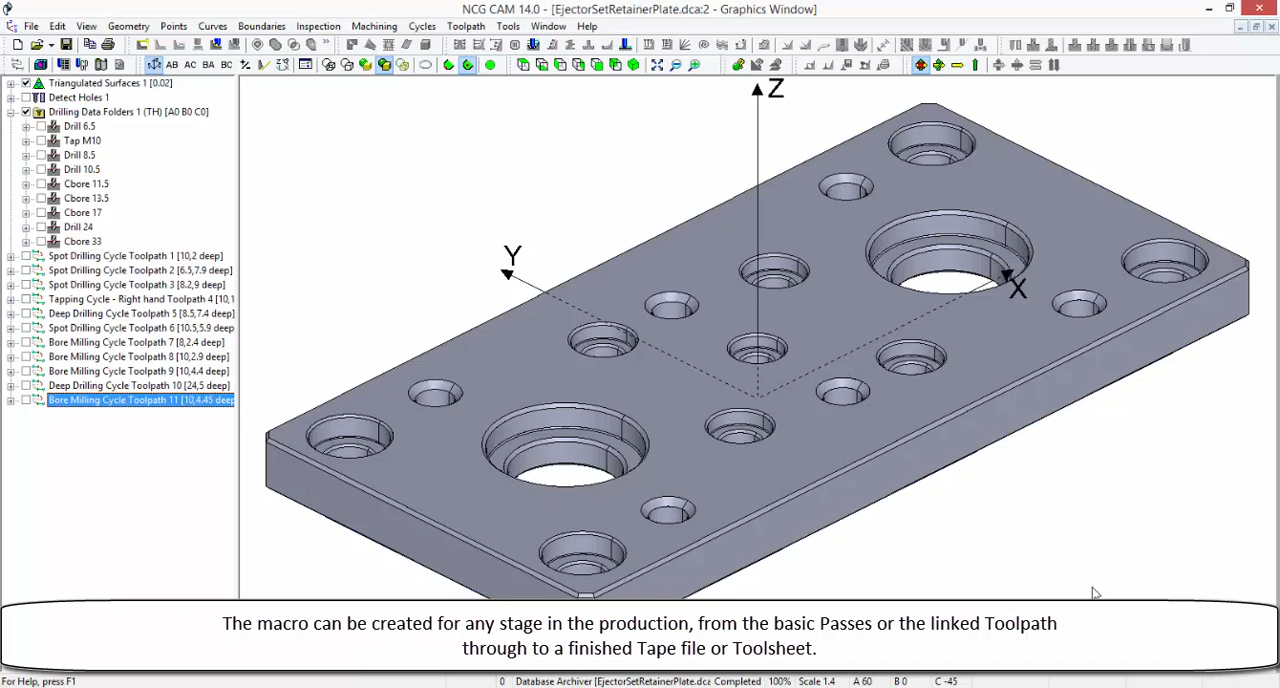 NCG CAM 14.0 - [EjectorSetRetainerPlate.dca:2 - Graphics Window]
File Edit View Geometry Points Curves Boundaries Inspection Machining Cycles Toolpath Tools Window Help
AB AC BA BC
Triangulated Surfaces 1 [0.02]
Detect Holes 1
Drilling Data Folders 1 (TH) [A0 B0 C0]
Drill 6.5
Tap M10
Drill 8.5
Drill 10.5
Cbore 11.5
Cbore 13.5
Cbore 17
Drill 24
Cbore 33
Spot Drilling Cycle Toolpath 1 [10,2 deep]
Spot Drilling Cycle Toolpath 2 [6.5,7.9 deep]
Spot Drilling Cycle Toolpath 3 [8.2,9 deep]
Tapping Cycle - Right hand Toolpath 4 [10,1
Deep Drilling Cycle Toolpath 5 [8.5,7.4 deep]
Spot Drilling Cycle Toolpath 6 [10.5,5.9 deep
Bore Milling Cycle Toolpath 7 [8,2.4 deep]
Bore Milling Cycle Toolpath 8 [10,2.9 deep]
Bore Milling Cycle Toolpath 9 [10,4.4 deep]
Deep Drilling Cycle Toolpath 10 [24,5 deep]
Bore Milling Cycle Toolpath 11 [10,4.45 deep
Z
Y
X
The macro can be created for any stage in the production, from the basic Passes or the linked Toolpath
through to a finished Tape file or Toolsheet.
For Help, press F1 0 Database Archiver [EjectorSetRetainerPlate.dca Completed 100% Scale 1.4 A 60 B 0 C -45